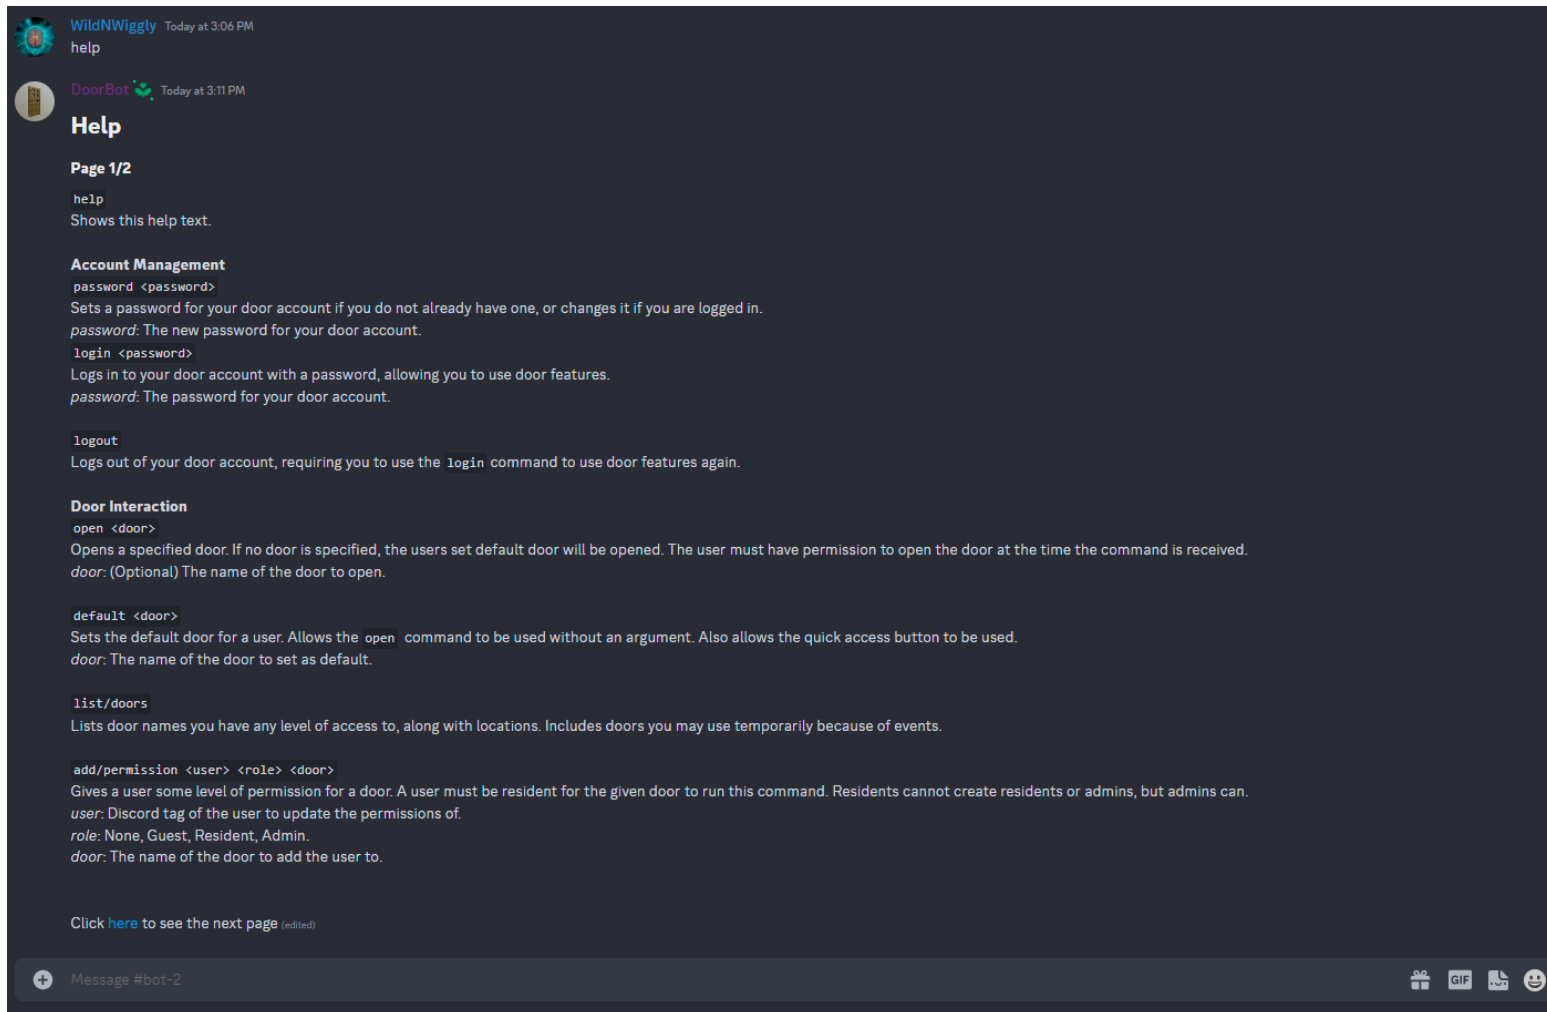 WildNWiggly Today at 3:06 PM
help
DoorBot Today at 3:11 PM
Help
Page 1/2
help
Shows this help text.
Account Management
password <password>
Sets a password for your door account if you do not already have one, or changes it if you are logged in.
password: The new password for your door account.
login <password>
Logs in to your door account with a password, allowing you to use door features.
password: The password for your door account.
logout
Logs out of your door account, requiring you to use the login command to use door features again.
Door Interaction
open <door>
Opens a specified door. If no door is specified, the users set default door will be opened. The user must have permission to open the door at the time the command is received.
door: (Optional) The name of the door to open.
default <door>
Sets the default door for a user. Allows the open command to be used without an argument. Also allows the quick access button to be used.
door: The name of the door to set as default.
list/doors
Lists door names you have any level of access to, along with locations. Includes doors you may use temporarily because of events.
add/permission <user> <role> <door>
Gives a user some level of permission for a door. A user must be resident for the given door to run this command. Residents cannot create residents or admins, but admins can.
user: Discord tag of the user to update the permissions of.
role: None, Guest, Resident, Admin.
door: The name of the door to add the user to.
Click here to see the next page (edited)
Message #bot-2
GIF